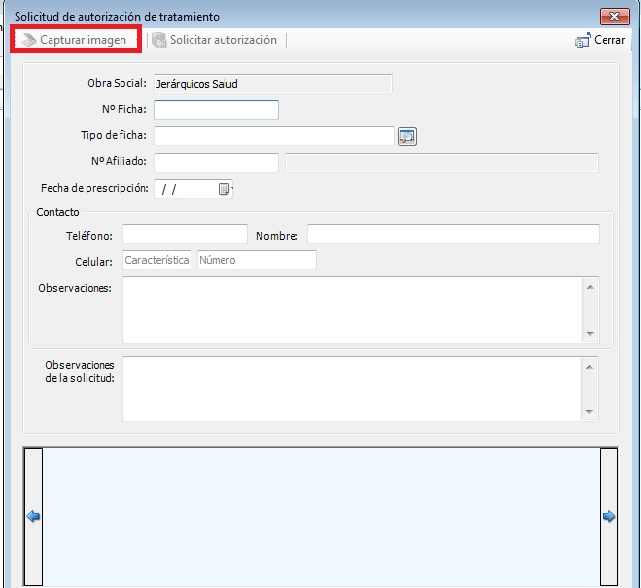 Solicitud de autorización de tratamiento
Capturar imagen Solicitar autorización Cerrar
Obra Social: Jerárquicos Salud
Nº Ficha:
Tipo de ficha:
Nº Afiliado:
Fecha de prescripción: / /
Contacto
Teléfono: Nombre:
Celular: Característica Número
Observaciones:
Observaciones
de la solicitud: